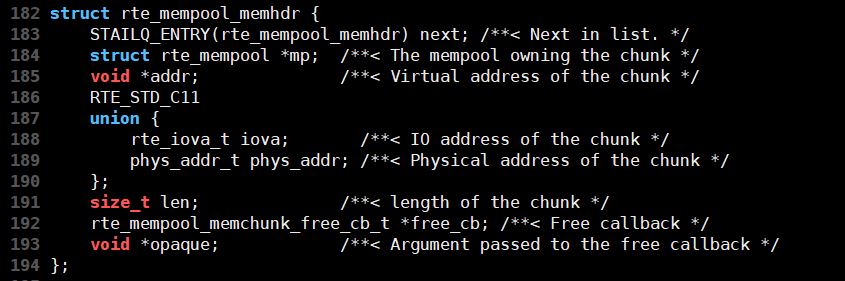 182 struct rte_mempool_memhdr {
183     STAILQ_ENTRY(rte_mempool_memhdr) next; /**< Next in list. */
184     struct rte_mempool *mp;  /**< The mempool owning the chunk */
185     void *addr;              /**< Virtual address of the chunk */
186     RTE_STD_C11
187     union {
188         rte_iova_t iova;       /**< IO address of the chunk */
189         phys_addr_t phys_addr; /**< Physical address of the chunk */
190     };
191     size_t len;              /**< length of the chunk */
192     rte_mempool_memchunk_free_cb_t *free_cb; /**< Free callback */
193     void *opaque;            /**< Argument passed to the free callback */
194 };